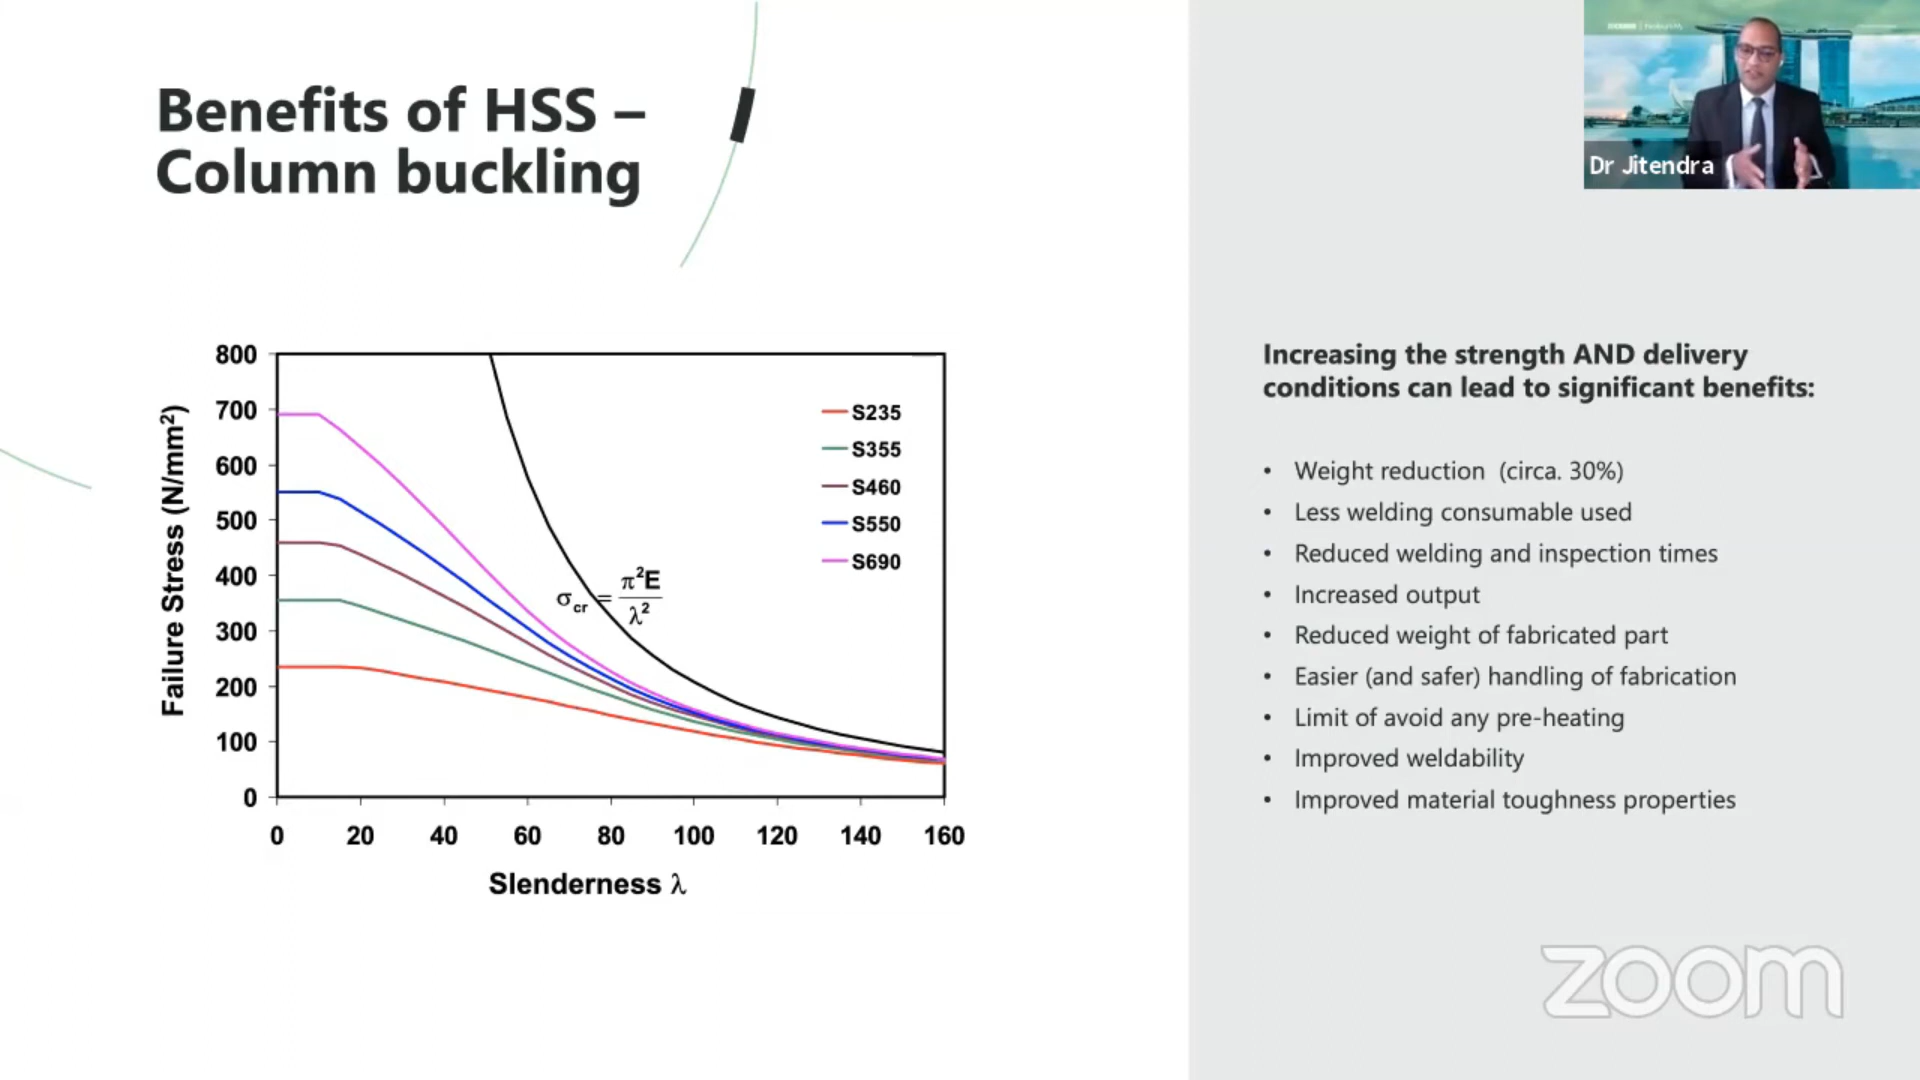 Benefits of HSS –
Column buckling
Dr Jitendra
800
700
600
500
400
300
200
100
0
Failure Stress (N/mm²)
0 20 40 60 80 100 120 140 160
Slenderness λ
S235
S355
S460
S550
S690
σcr = π²E / λ²
Increasing the strength AND delivery
conditions can lead to significant benefits:
• Weight reduction (circa. 30%)
• Less welding consumable used
• Reduced welding and inspection times
• Increased output
• Reduced weight of fabricated part
• Easier (and safer) handling of fabrication
• Limit of avoid any pre-heating
• Improved weldability
• Improved material toughness properties
zoom